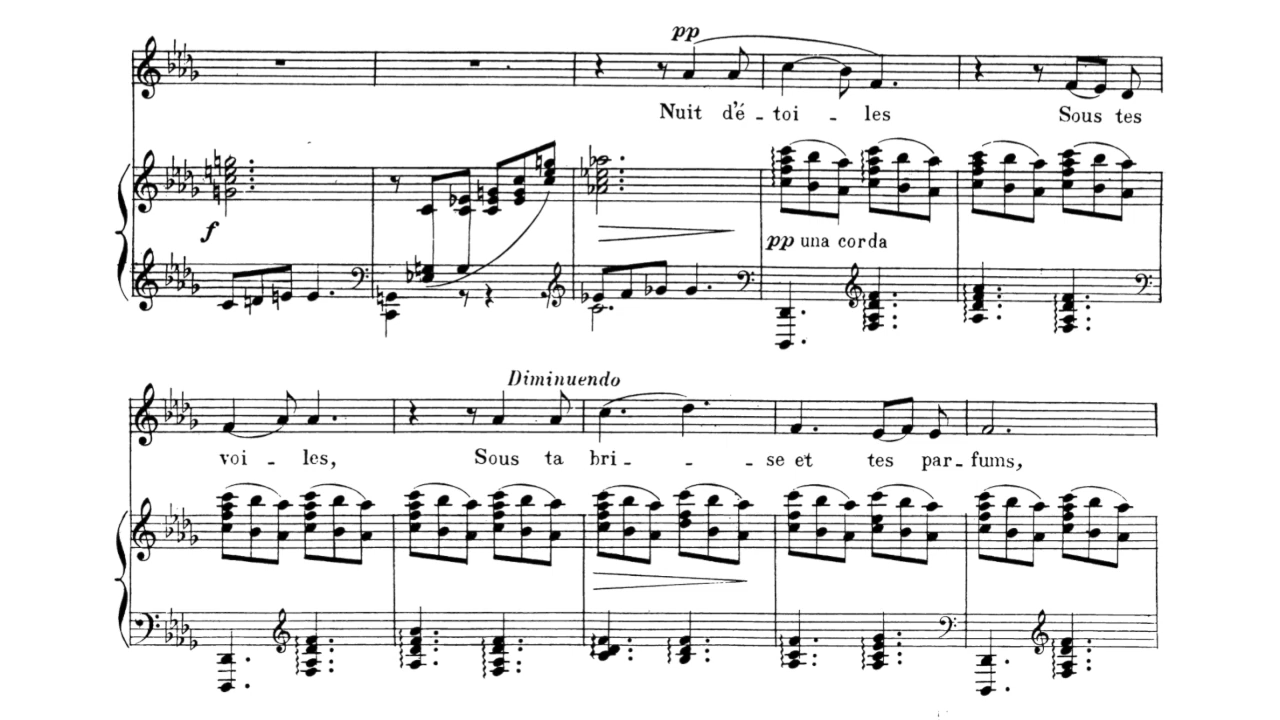 pp
Nuit d'é - toi - les Sous tes
f
pp una corda
Diminuendo
voi - les, Sous ta bri - - - se et tes par - fums,